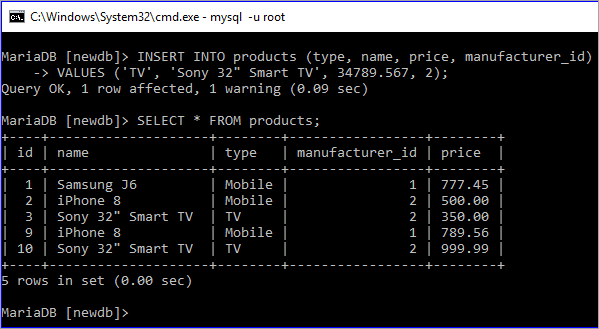 C:\Windows\System32\cmd.exe - mysql -u root
MariaDB [newdb]> INSERT INTO products (type, name, price, manufacturer_id)
    -> VALUES ('TV', 'Sony 32" Smart TV', 34789.567, 2);
Query OK, 1 row affected, 1 warning (0.09 sec)
MariaDB [newdb]> SELECT * FROM products;
+----+-------------------+--------+-----------------+--------+
| id | name              | type   | manufacturer_id | price  |
+----+-------------------+--------+-----------------+--------+
|  1 | Samsung J6        | Mobile |               1 | 777.45 |
|  2 | iPhone 8          | Mobile |               2 | 500.00 |
|  3 | Sony 32" Smart TV | TV     |               2 | 350.00 |
|  9 | iPhone 8          | Mobile |               1 | 789.56 |
| 10 | Sony 32" Smart TV | TV     |               2 | 999.99 |
+----+-------------------+--------+-----------------+--------+
5 rows in set (0.00 sec)
MariaDB [newdb]>